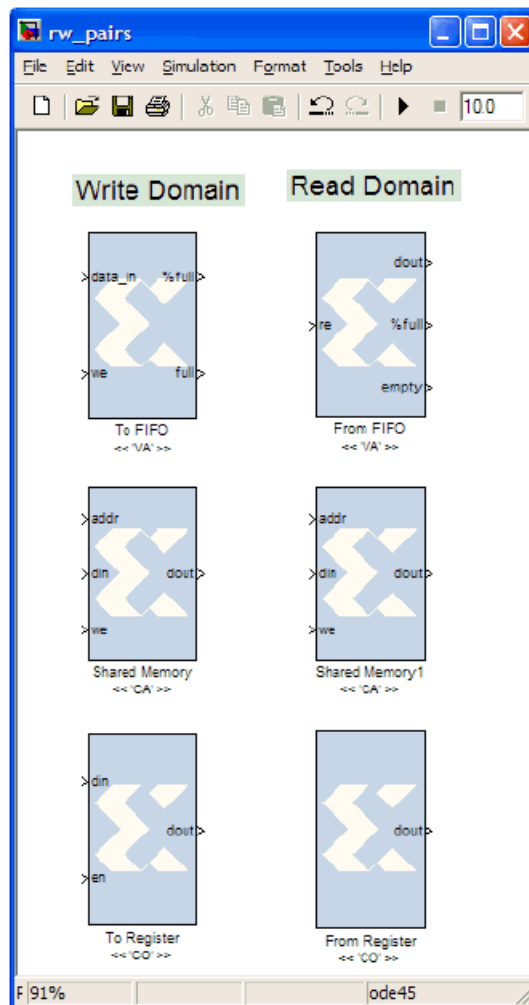 rw_pairs
File Edit View Simulation Format Tools Help
10.0
Write Domain
Read Domain
data_in %full
we full
To FIFO
<< 'VA' >>
dout
re %full
empty
From FIFO
<< 'VA' >>
addr
din dout
we
Shared Memory
<< 'CA' >>
addr
din dout
we
Shared Memory1
<< 'CA' >>
din
dout
en
To Register
<< 'CO' >>
dout
From Register
<< 'CO' >>
F 91% ode45